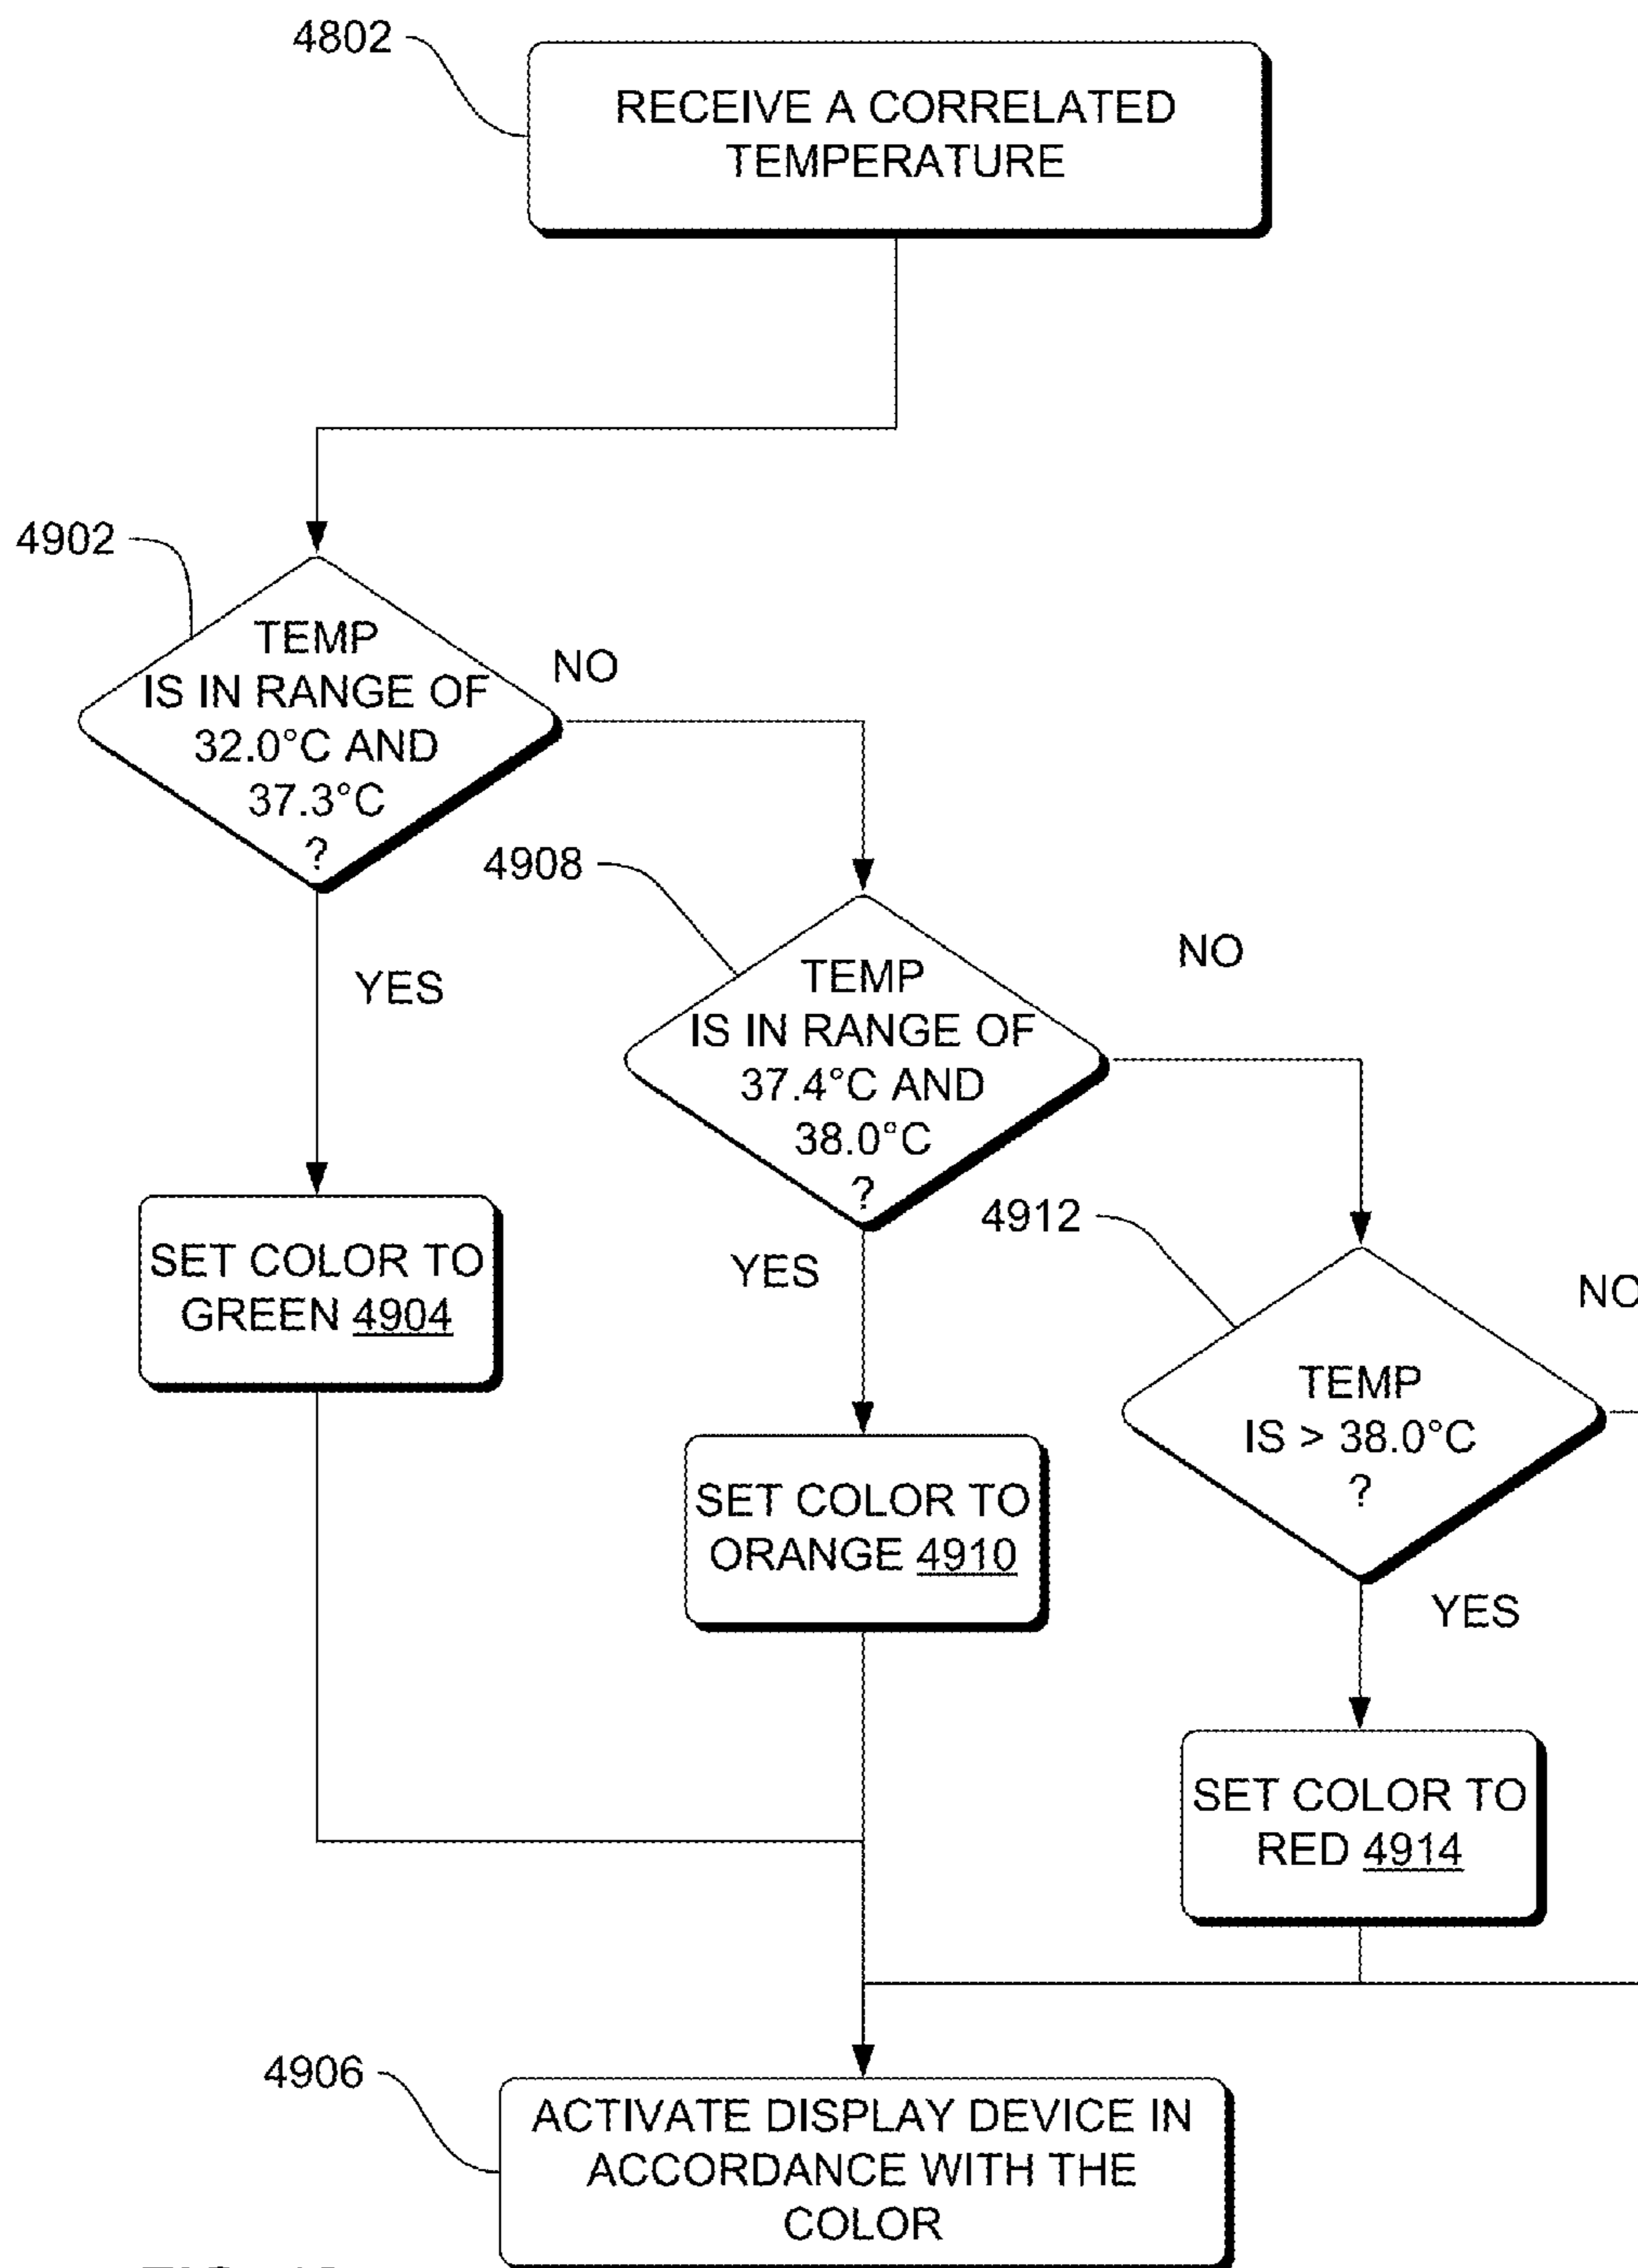 4802
RECEIVE A CORRELATED
TEMPERATURE
4902
TEMP
IS IN RANGE OF
32.0°C AND
37.3°C
?
NO
YES
4908
TEMP
IS IN RANGE OF
37.4°C AND
38.0°C
?
NO
YES
SET COLOR TO
GREEN 4904
4912
TEMP
IS > 38.0°C
?
NO
YES
SET COLOR TO
ORANGE 4910
SET COLOR TO
RED 4914
4906
ACTIVATE DISPLAY DEVICE IN
ACCORDANCE WITH THE
COLOR